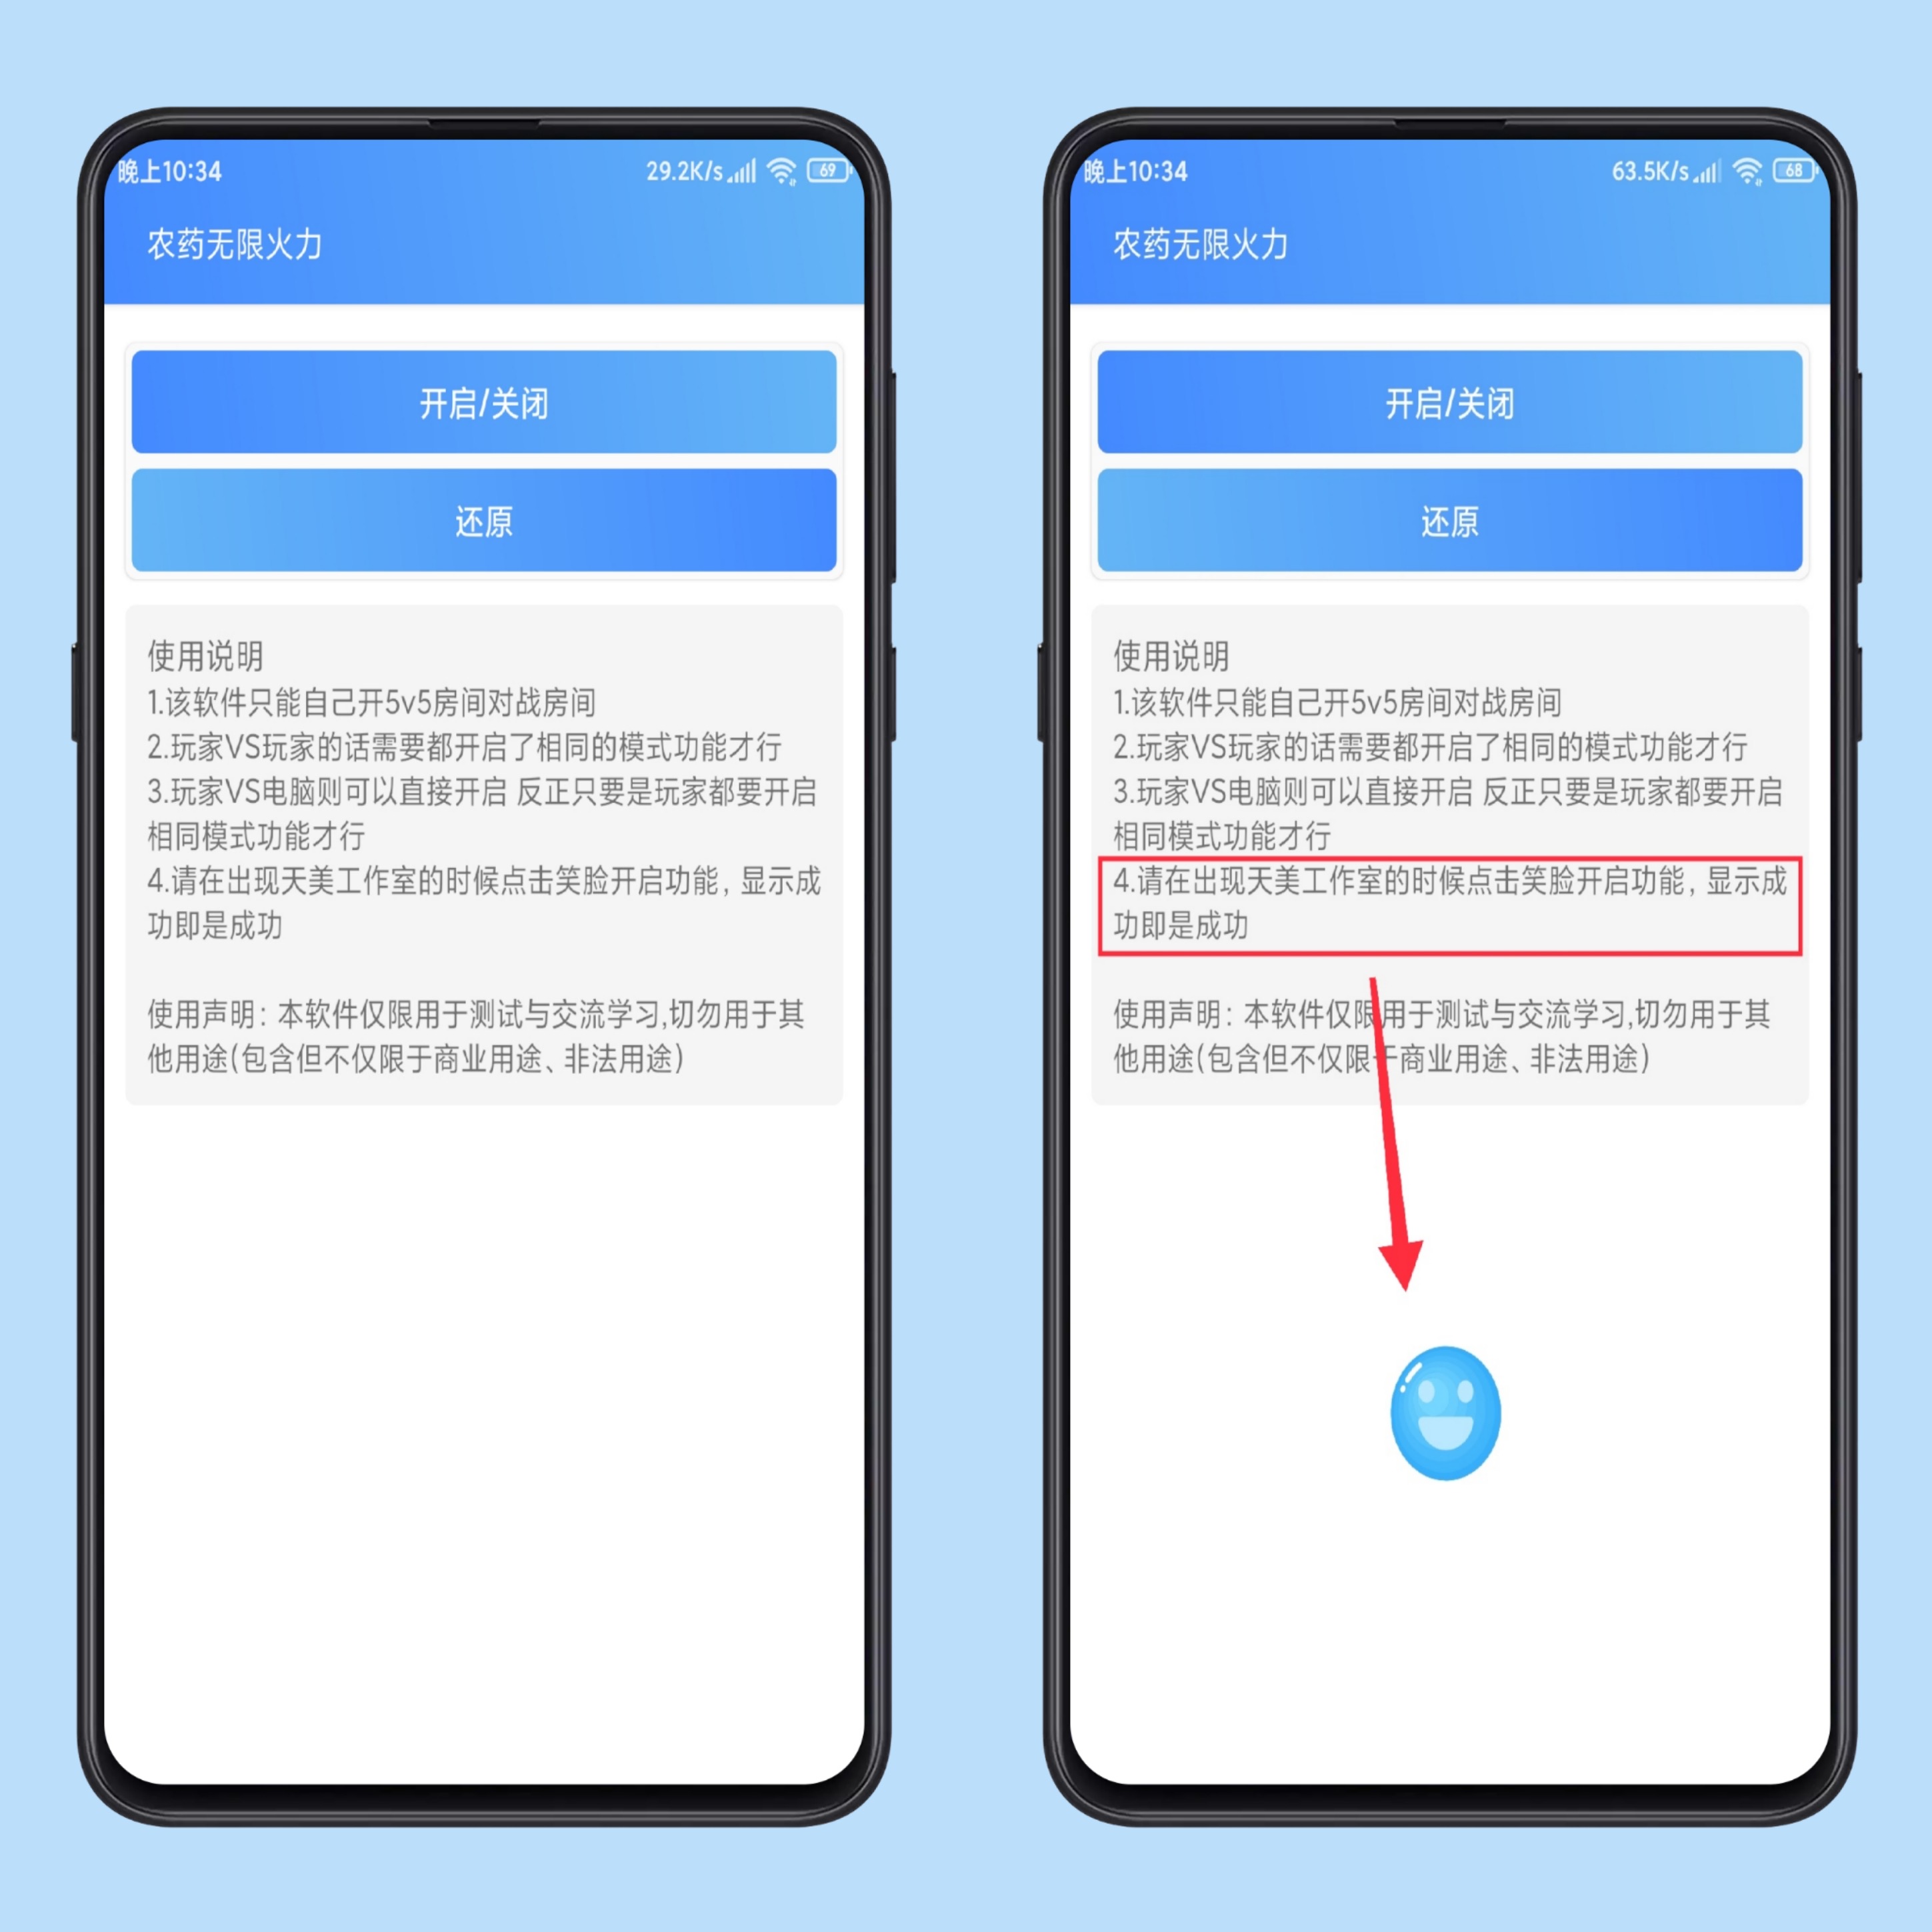 晚上10:34
29.2K/s
69
农药无限火力
开启/关闭
还原
使用说明
1.该软件只能自己开5v5房间对战房间
2.玩家VS玩家的话需要都开启了相同的模式功能才行
3.玩家VS电脑则可以直接开启 反正只要是玩家都要开启
相同模式功能才行
4.请在出现天美工作室的时候点击笑脸开启功能，显示成
功即是成功
使用声明：本软件仅限用于测试与交流学习,切勿用于其
他用途(包含但不仅限于商业用途、非法用途)
晚上10:34
63.5K/s
68
农药无限火力
开启/关闭
还原
使用说明
1.该软件只能自己开5v5房间对战房间
2.玩家VS玩家的话需要都开启了相同的模式功能才行
3.玩家VS电脑则可以直接开启 反正只要是玩家都要开启
相同模式功能才行
4.请在出现天美工作室的时候点击笑脸开启功能，显示成
功即是成功
使用声明：本软件仅限用于测试与交流学习,切勿用于其
他用途(包含但不仅限于商业用途、非法用途)